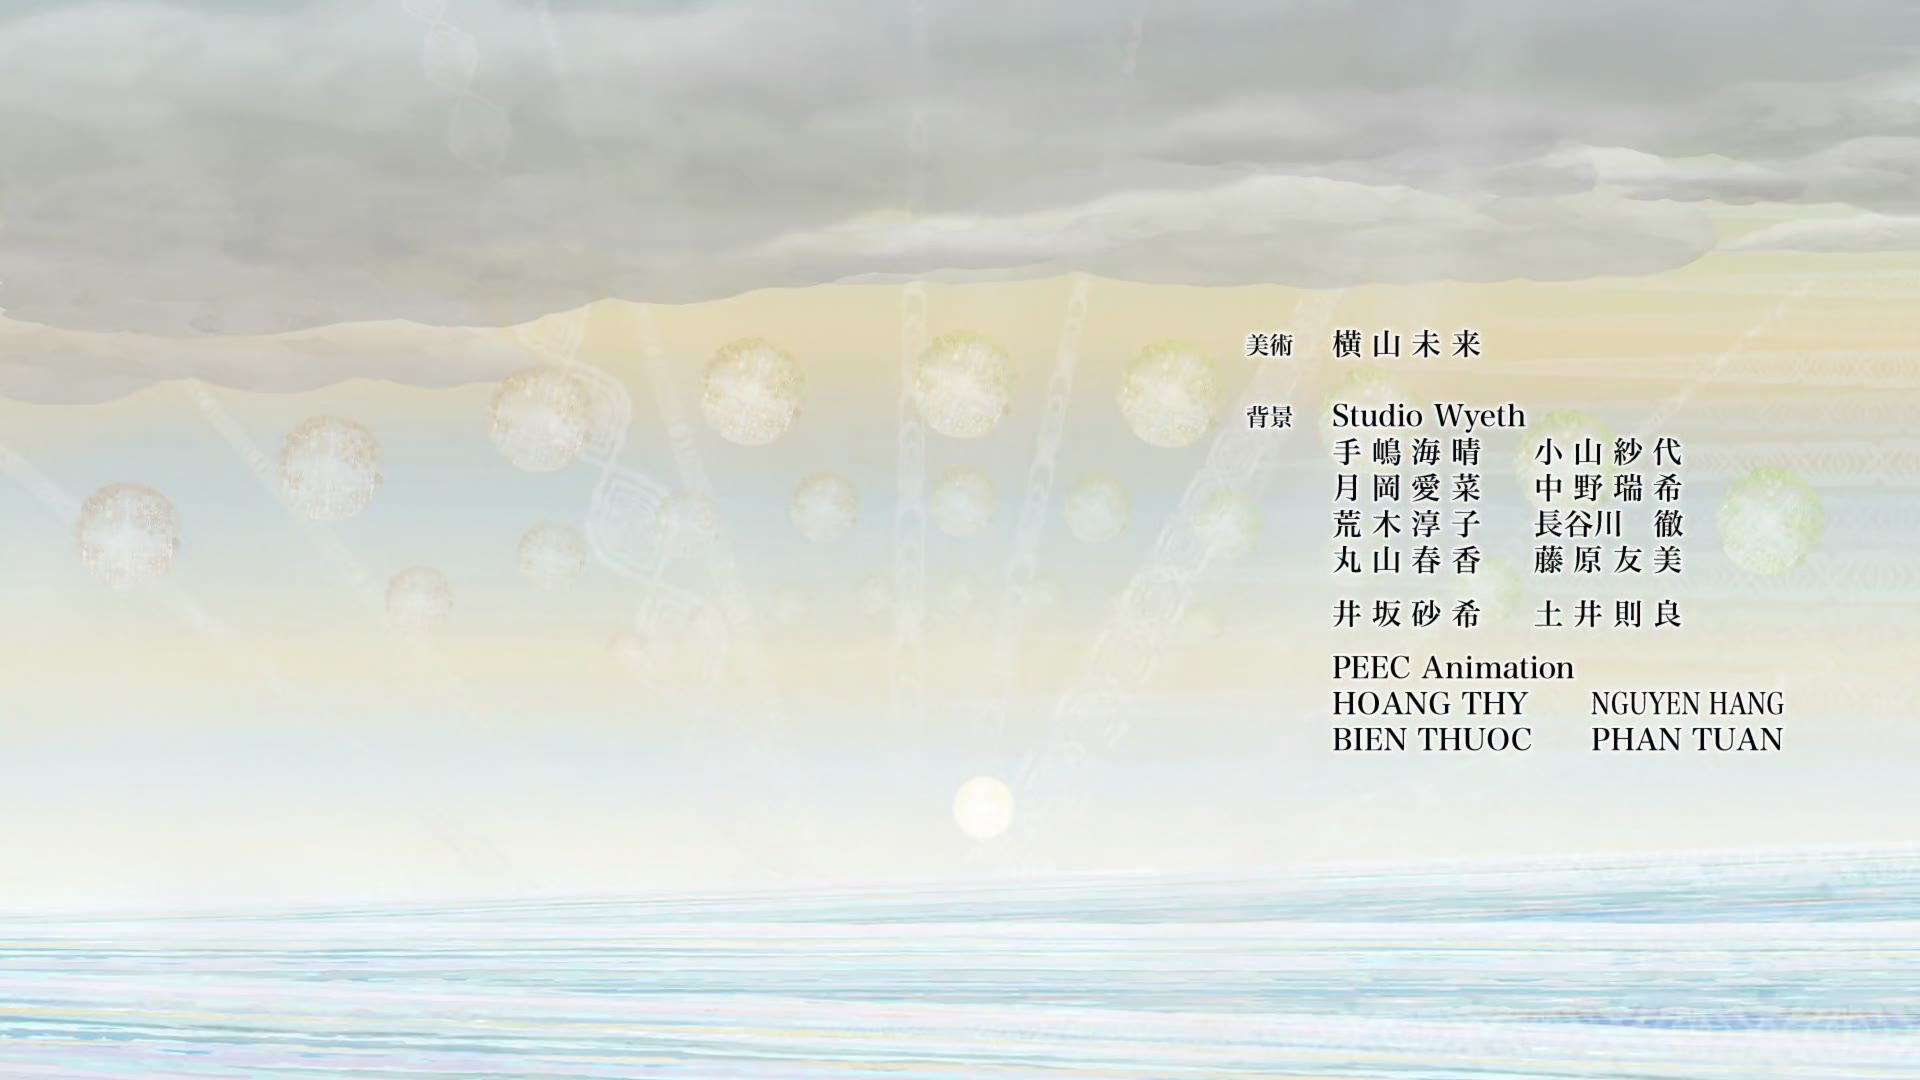 美術 横山未来
背景 Studio Wyeth
手嶋海晴 小山紗代
月岡愛菜 中野瑞希
荒木淳子 長谷川 徹
丸山春香 藤原友美
井坂砂希 土井則良
PEEC Animation
HOANG THY NGUYEN HANG
BIEN THUOC PHAN TUAN